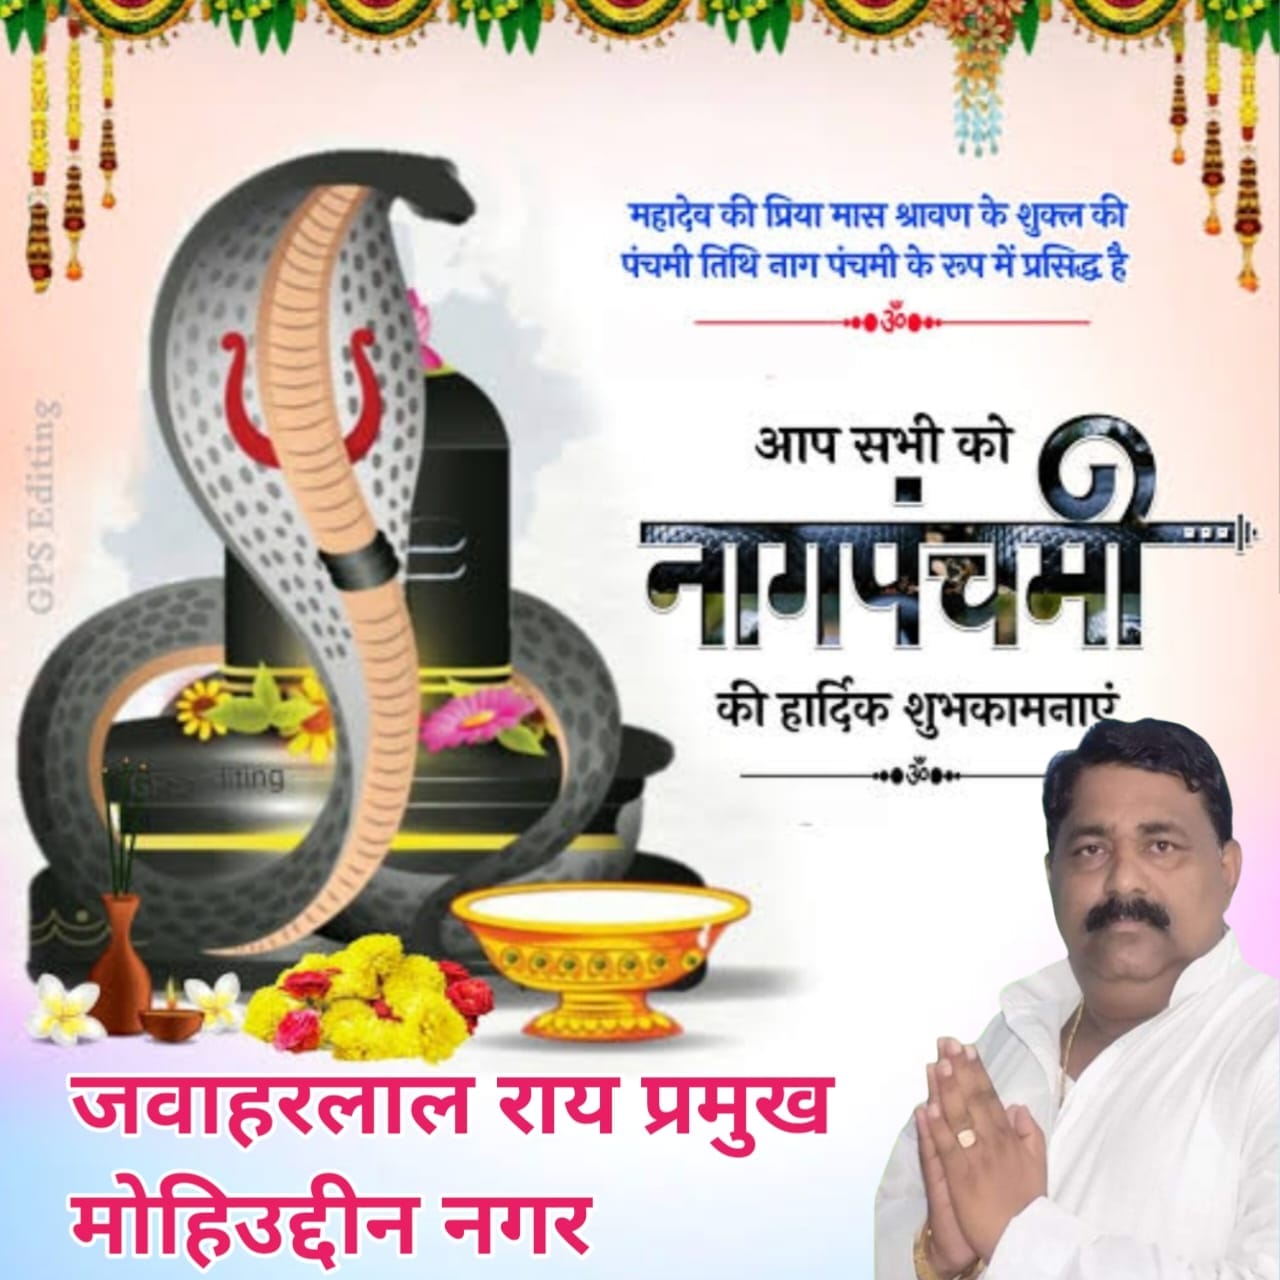 महादेव की प्रिया मास श्रावण के शुक्ल की
पंचमी तिथि नाग पंचमी के रूप में प्रसिद्ध है
ॐ
आप सभी को
नागपंचमी
की हार्दिक शुभकामनाएं
ॐ
GPS Editing
जवाहरलाल राय प्रमुख
मोहिउद्दीन नगर